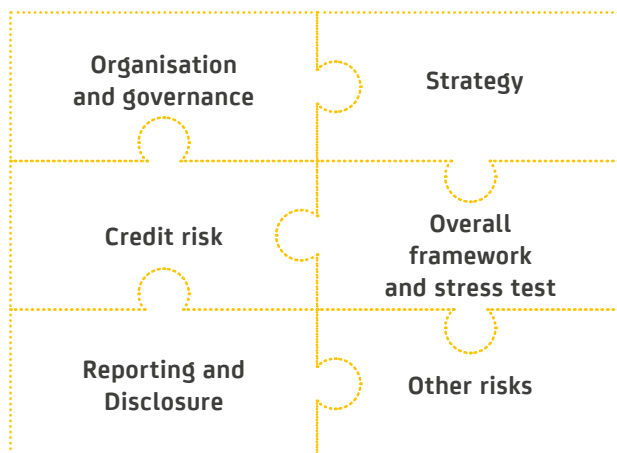 Organisation
and governance
Strategy
Credit risk
Overall
framework
and stress test
Reporting and
Disclosure
Other risks